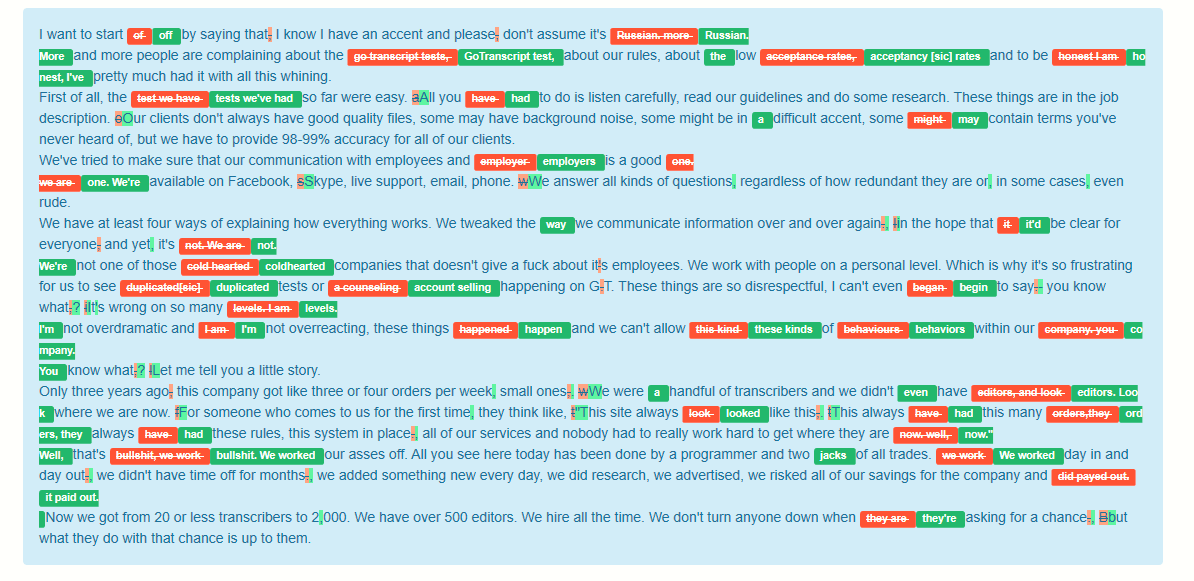 I want to start of off by saying that, I know I have an accent and please, don't assume it's Russian. more Russian.
More and more people are complaining about the go transcript tests, GoTranscript test, about our rules, about the low acceptance rates, acceptancy [sic] rates and to be honest I am ho
nest, I've pretty much had it with all this whining.
First of all, the test we have tests we've had so far were easy. aAll you have had to do is listen carefully, read our guidelines and do some research. These things are in the job
description. oOur clients don't always have good quality files, some may have background noise, some might be in a difficult accent, some might may contain terms you've
never heard of, but we have to provide 98-99% accuracy for all of our clients.
We've tried to make sure that our communication with employees and employer employers is a good one.
we are one. We're available on Facebook, sSkype, live support, email, phone. wWe answer all kinds of questions, regardless of how redundant they are or, in some cases, even
rude.
We have at least four ways of explaining how everything works. We tweaked the way we communicate information over and over again., Iin the hope that it it'd be clear for
everyone, and yet, it's not. We are not.
We're not one of those cold hearted coldhearted companies that doesn't give a fuck about it's employees. We work with people on a personal level. Which is why it's so frustrating
for us to see duplicated[sic] duplicated tests or a counseling account selling happening on G-T. These things are so disrespectful, I can't even began begin to say-- you know
what,? iIt's wrong on so many levels. I am levels.
I'm not overdramatic and I am I'm not overreacting, these things happened happen and we can't allow this kind these kinds of behaviours behaviors within our company. you co
mpany.
You know what,? lLet me tell you a little story.
Only three years ago, this company got like three or four orders per week, small ones,. wWe were a handful of transcribers and we didn't even have editors, and look editors. Loo
k where we are now. fFor someone who comes to us for the first time, they think like, t"This site always look looked like this,. tThis always have had this many orders,they ord
ers, they always have had these rules, this system in place,, all of our services and nobody had to really work hard to get where they are now. well, now."
Well, that's bullshit, we work bullshit. We worked our asses off. All you see here today has been done by a programmer and two jacks of all trades. we work We worked day in and
day out-, we didn't have time off for months-, we added something new every day, we did research, we advertised, we risked all of our savings for the company and did payed out.
it paid out.
Now we got from 20 or less transcribers to 2,000. We have over 500 editors. We hire all the time. We don't turn anyone down when they are they're asking for a chance., Bbut
what they do with that chance is up to them.